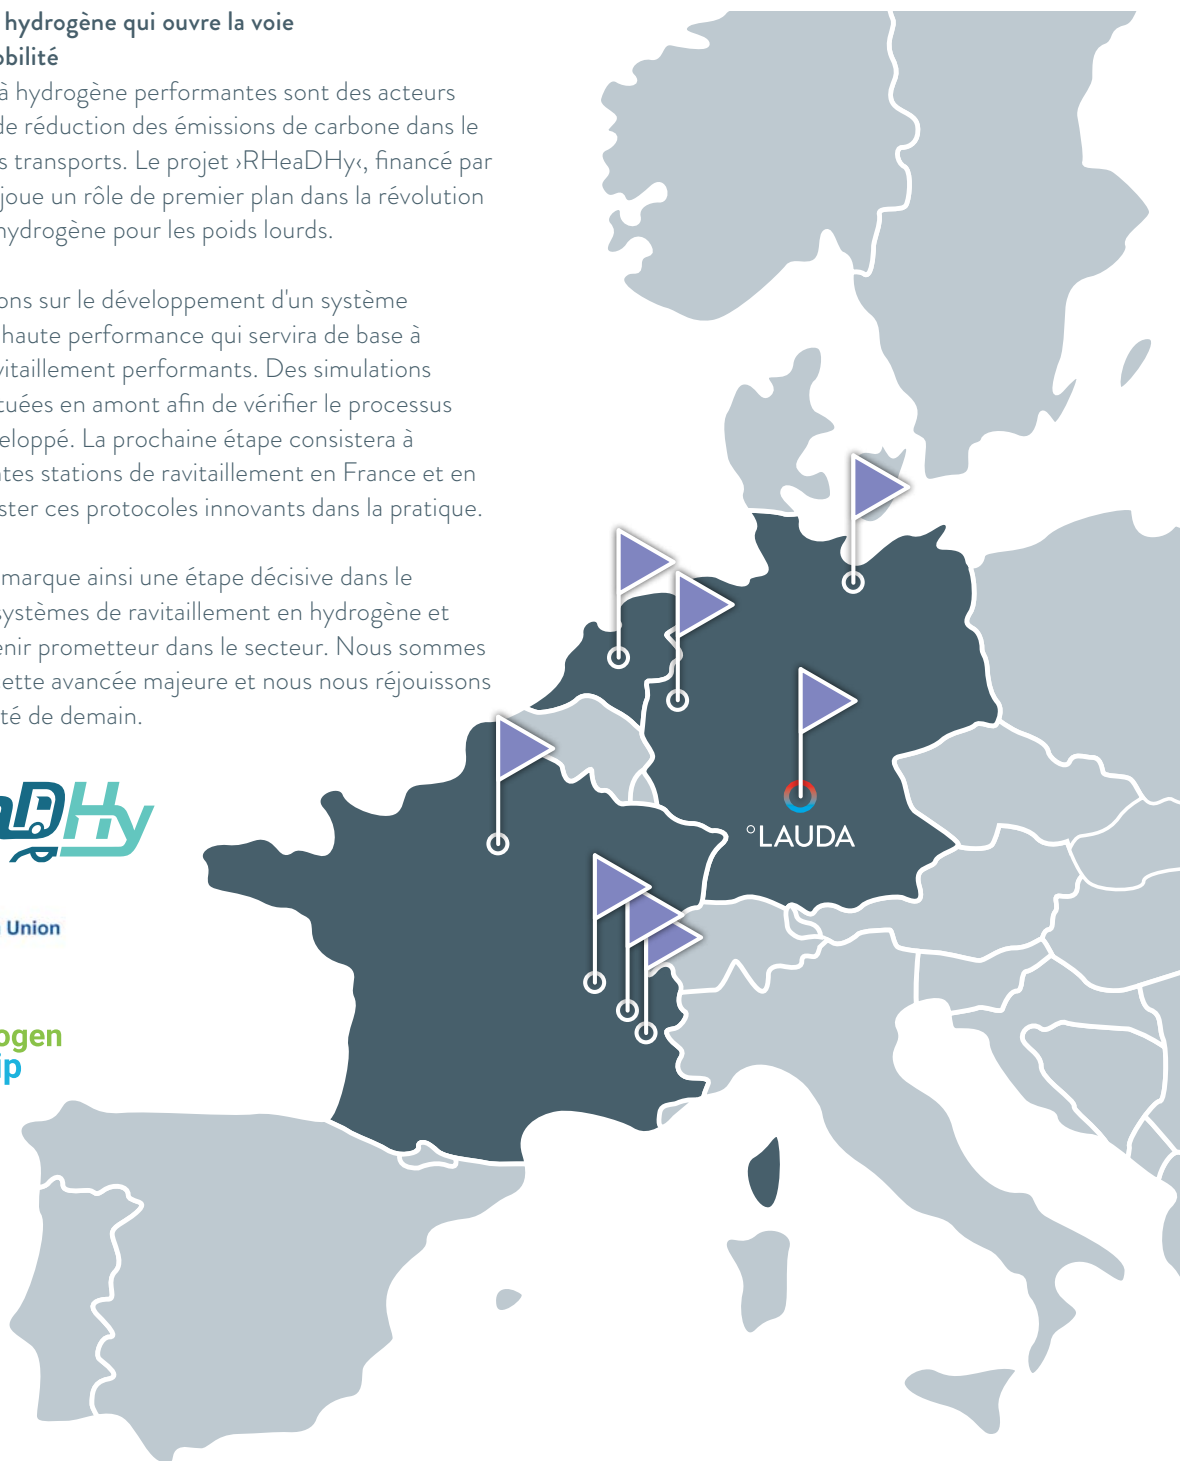 hydrogène qui ouvre la voie
obilité
à hydrogène performantes sont des acteurs
de réduction des émissions de carbone dans le
s transports. Le projet ›RHeaDHy‹, financé par
joue un rôle de premier plan dans la révolution
hydrogène pour les poids lourds.
ons sur le développement d'un système
haute performance qui servira de base à
vitaillement performants. Des simulations
tuées en amont afin de vérifier le processus
eloppé. La prochaine étape consistera à
ntes stations de ravitaillement en France et en
ster ces protocoles innovants dans la pratique.
marque ainsi une étape décisive dans le
systèmes de ravitaillement en hydrogène et
enir prometteur dans le secteur. Nous sommes
cette avancée majeure et nous nous réjouissons
té de demain.
aDHy
°LAUDA
Union
ogen
ip